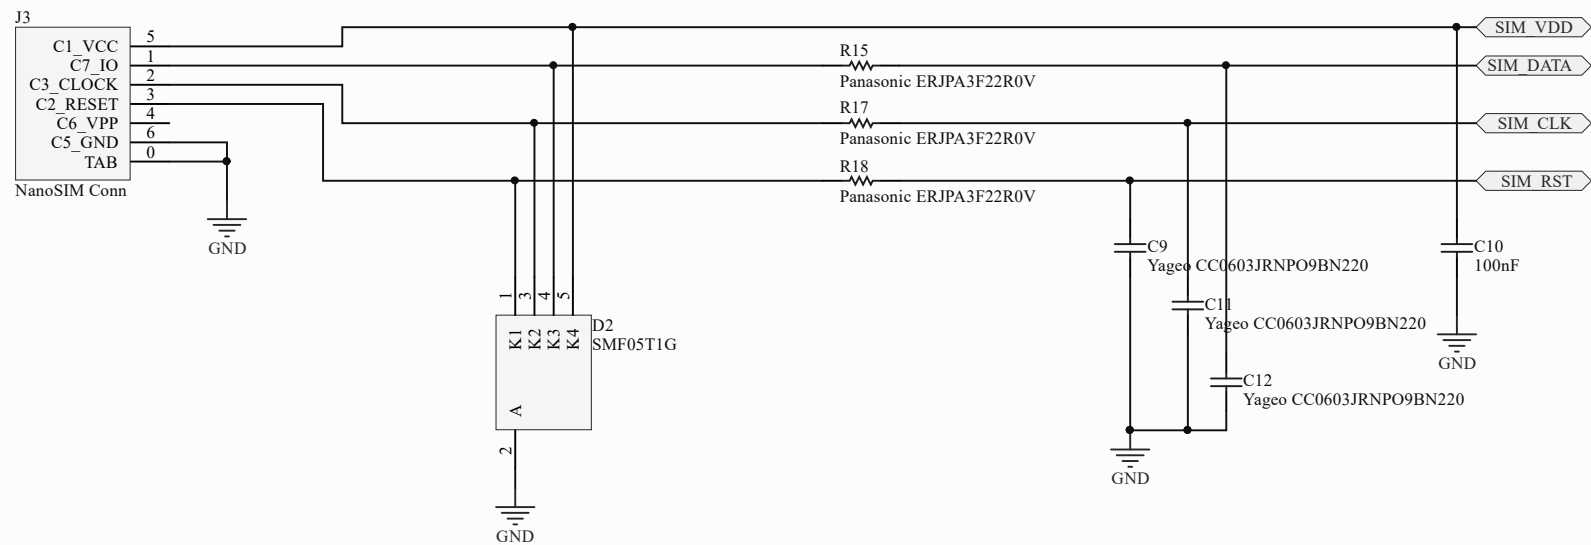 J3
C1_VCC 5
C7_IO 1
C3_CLOCK 2
C2_RESET 3
C6_VPP 4
C5_GND 6
TAB 0
NanoSIM Conn
GND
R15
Panasonic ERJPA3F22R0V
R17
Panasonic ERJPA3F22R0V
R18
Panasonic ERJPA3F22R0V
SIM_VDD
SIM_DATA
SIM_CLK
SIM_RST
1 3 4 5
K1 K2 K3 K4
D2
SMF05T1G
A
2
GND
C9
Yageo CC0603JRNPO9BN220
C11
Yageo CC0603JRNPO9BN220
C12
Yageo CC0603JRNPO9BN220
GND
C10
100nF
GND